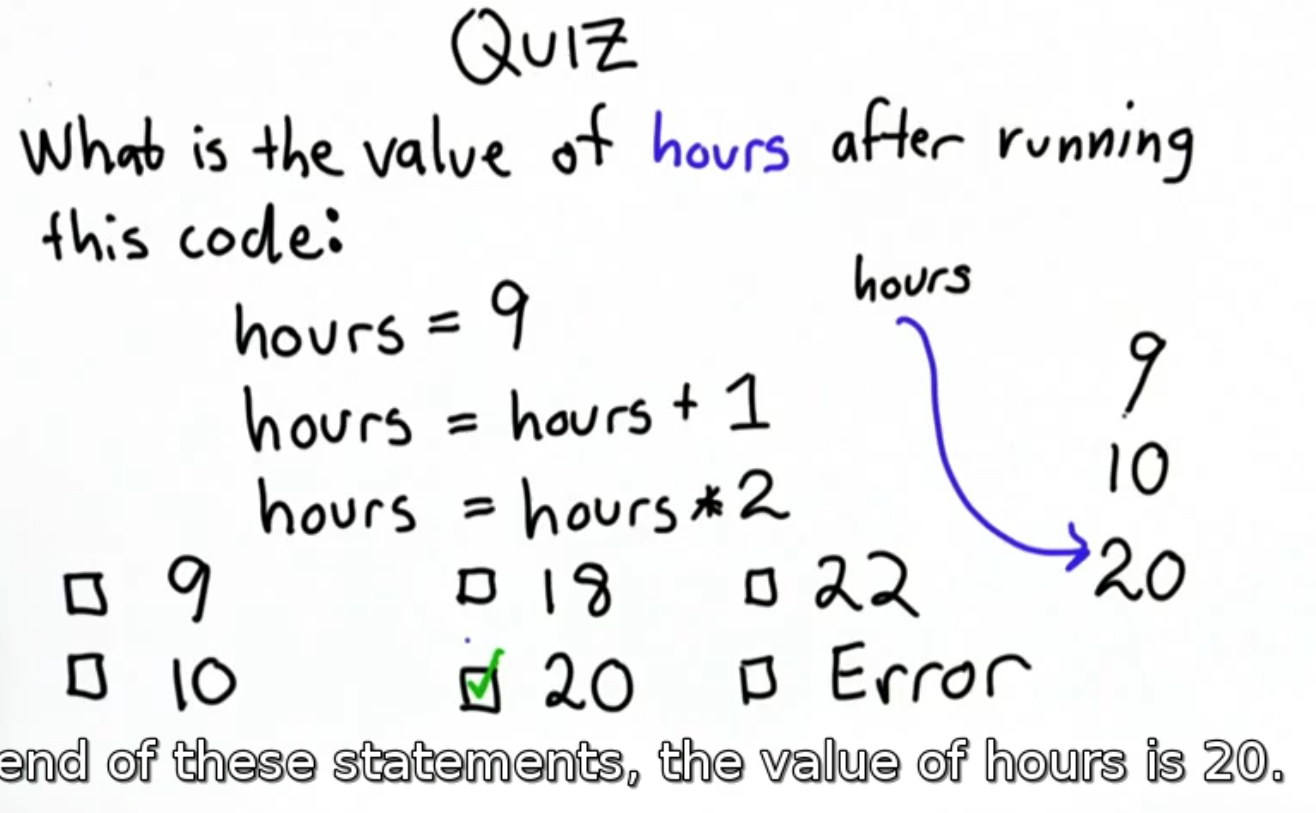 QUIZ
What is the value of hours after running
this code:
hours
hours = 9
9
hours = hours + 1
10
hours = hours * 2
20
9 18 22
10 20 Error
end of these statements, the value of hours is 20.